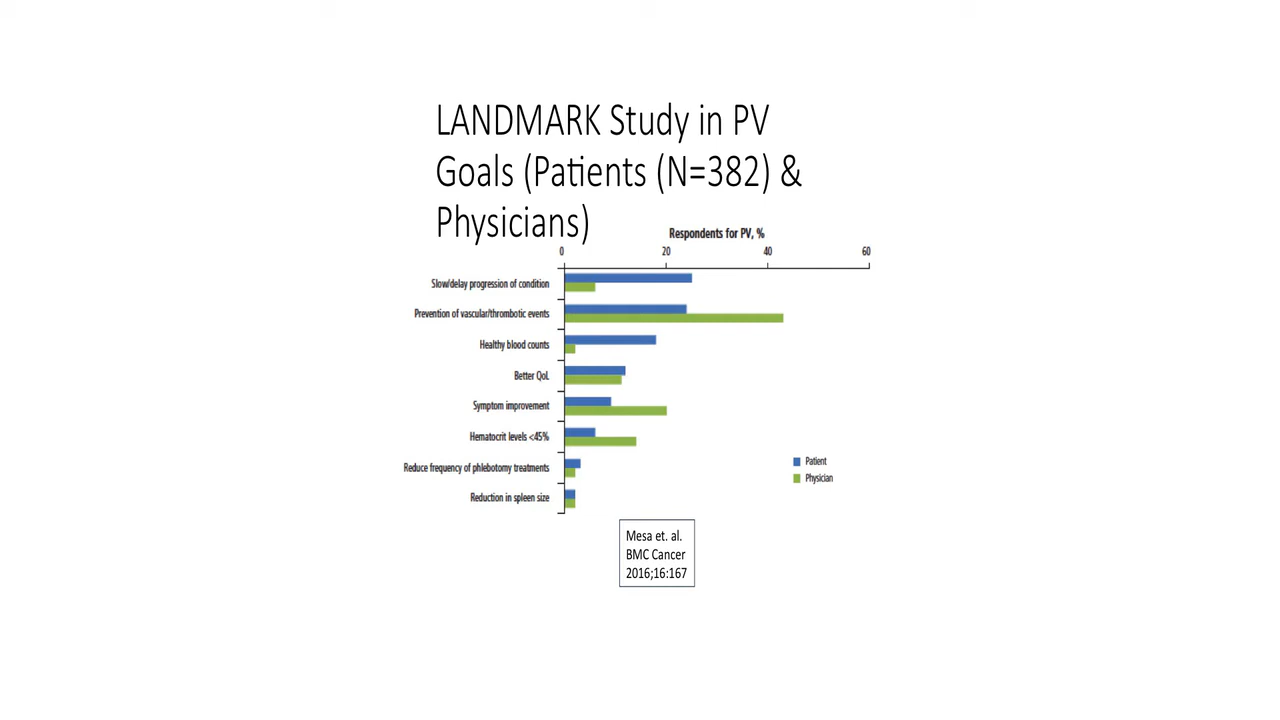 LANDMARK Study in PV
Goals (Patients (N=382) &
Physicians)
Respondents for PV, %
0 20 40 60
Slow/delay progression of condition
Prevention of vascular/thrombotic events
Healthy blood counts
Better QoL
Symptom improvement
Hematocrit levels <45%
Reduce frequency of phlebotomy treatments
Reduction in spleen size
Patient
Physician
Mesa et. al.
BMC Cancer
2016;16:167